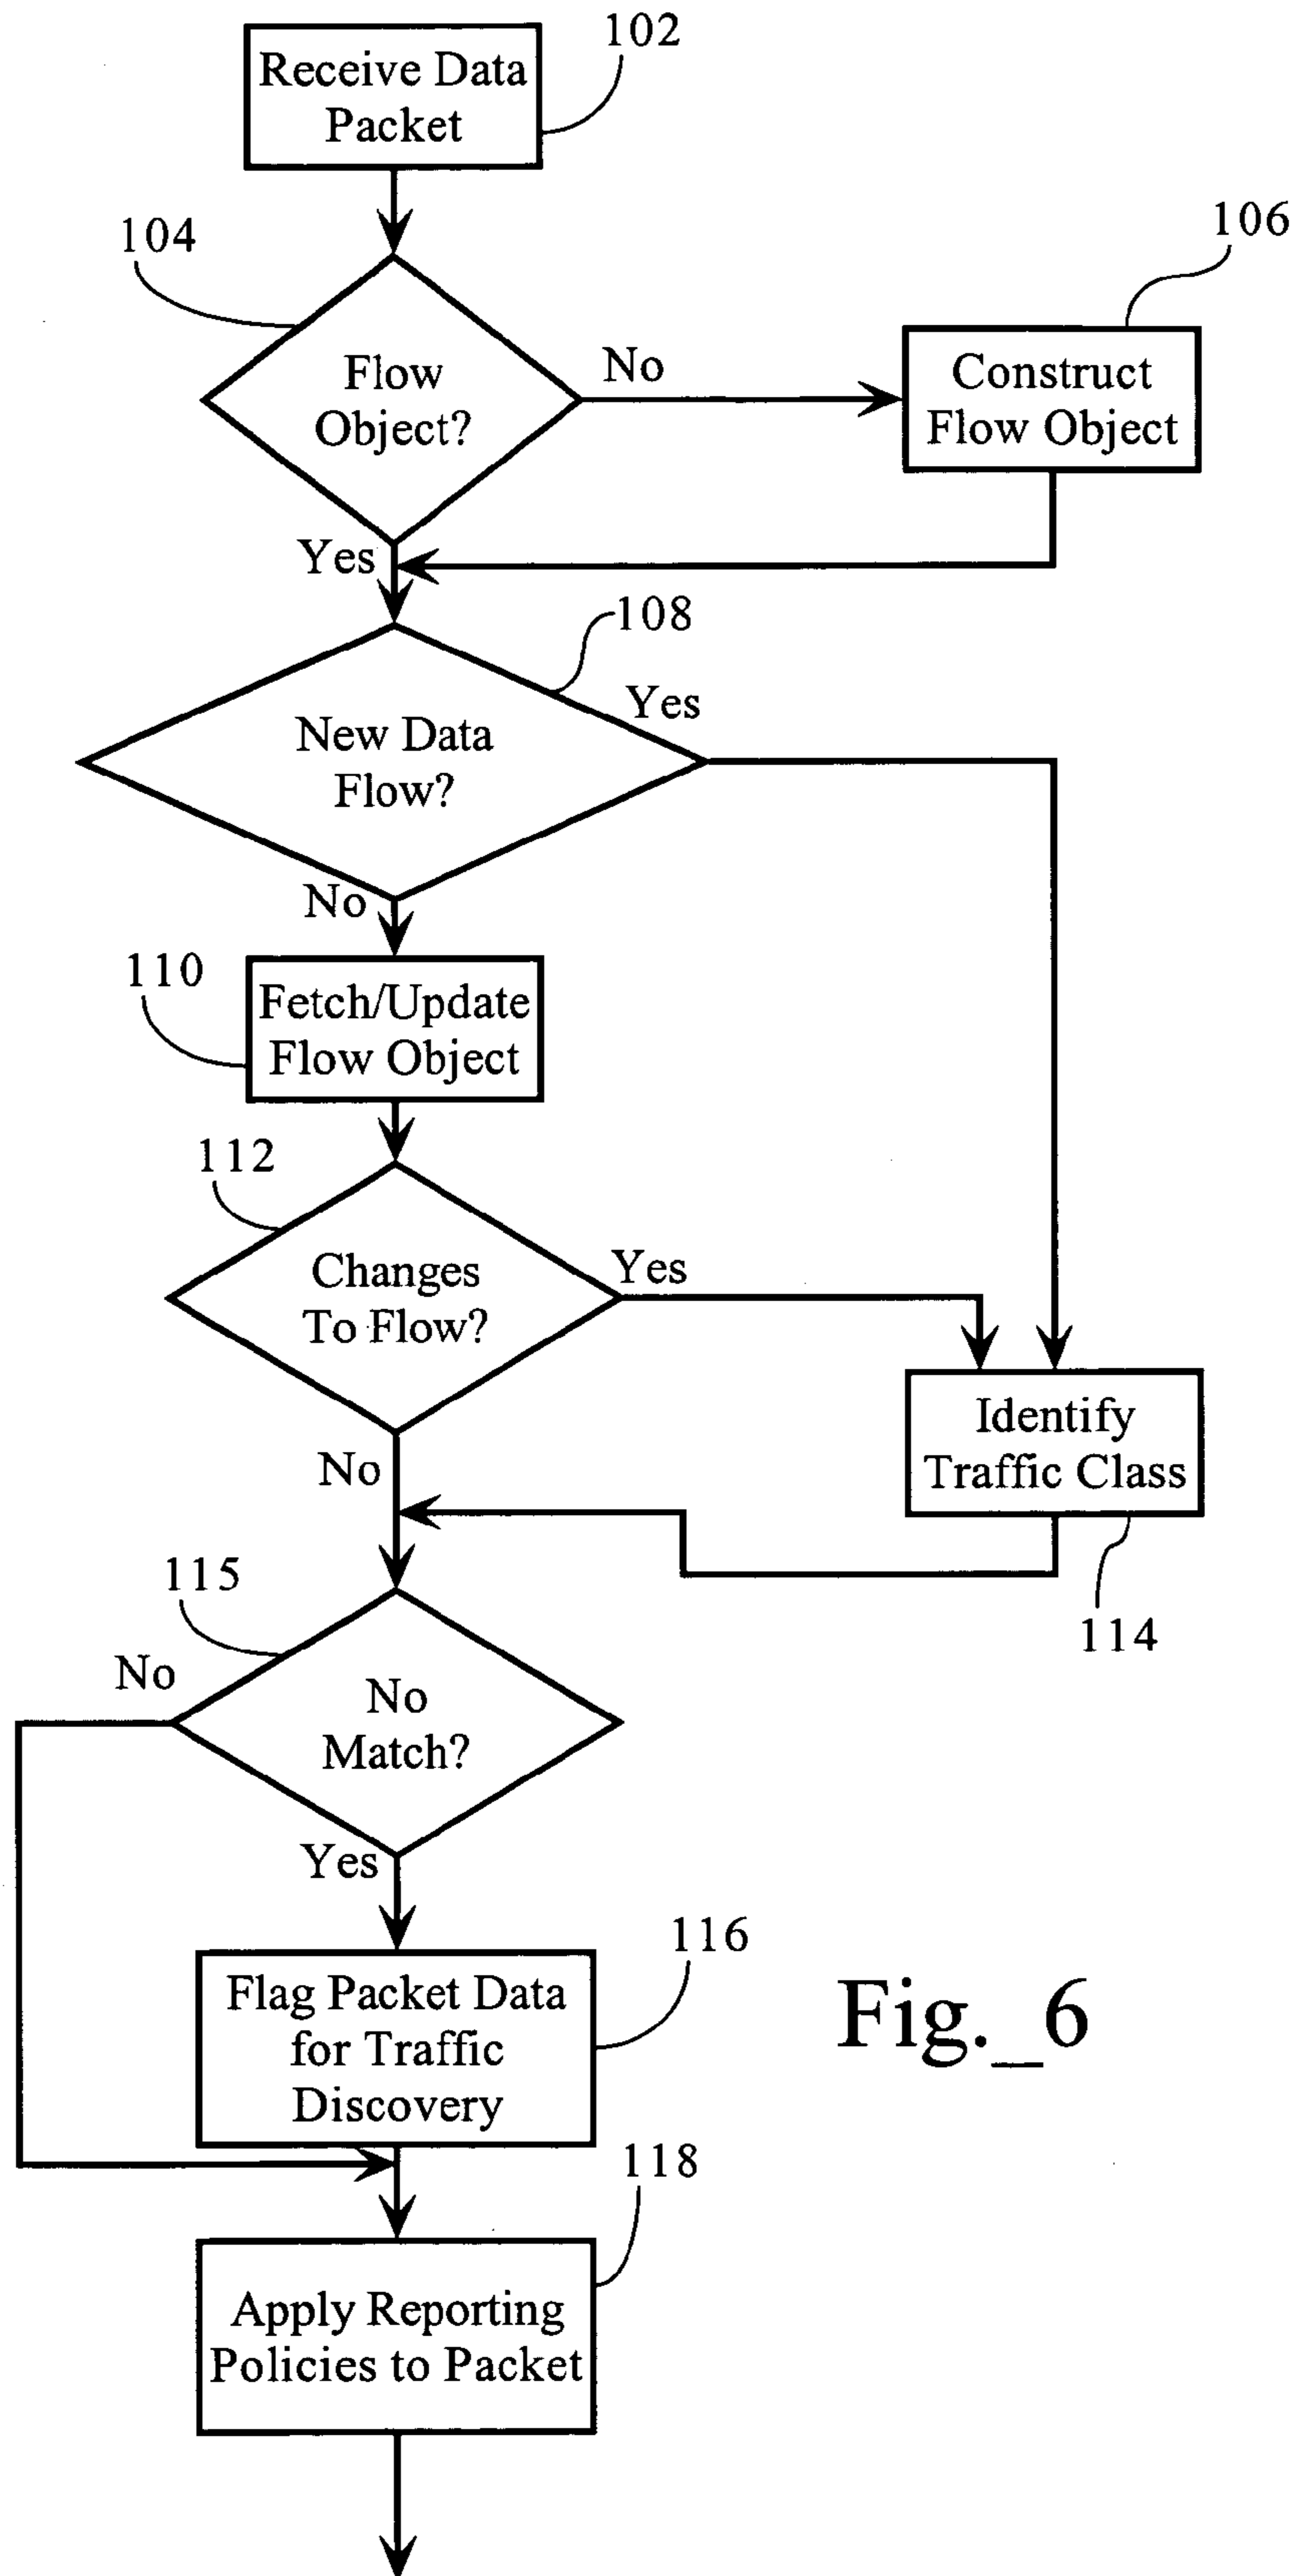 102
Receive Data
Packet
104
106
Flow
Object?
No
Construct
Flow Object
Yes
108
Yes
New Data
Flow?
No
110
Fetch/Update
Flow Object
112
Changes
To Flow?
Yes
Identify
Traffic Class
No
115
114
No
No
Match?
Yes
116
Flag Packet Data
for Traffic
Discovery
Fig._6
118
Apply Reporting
Policies to Packet